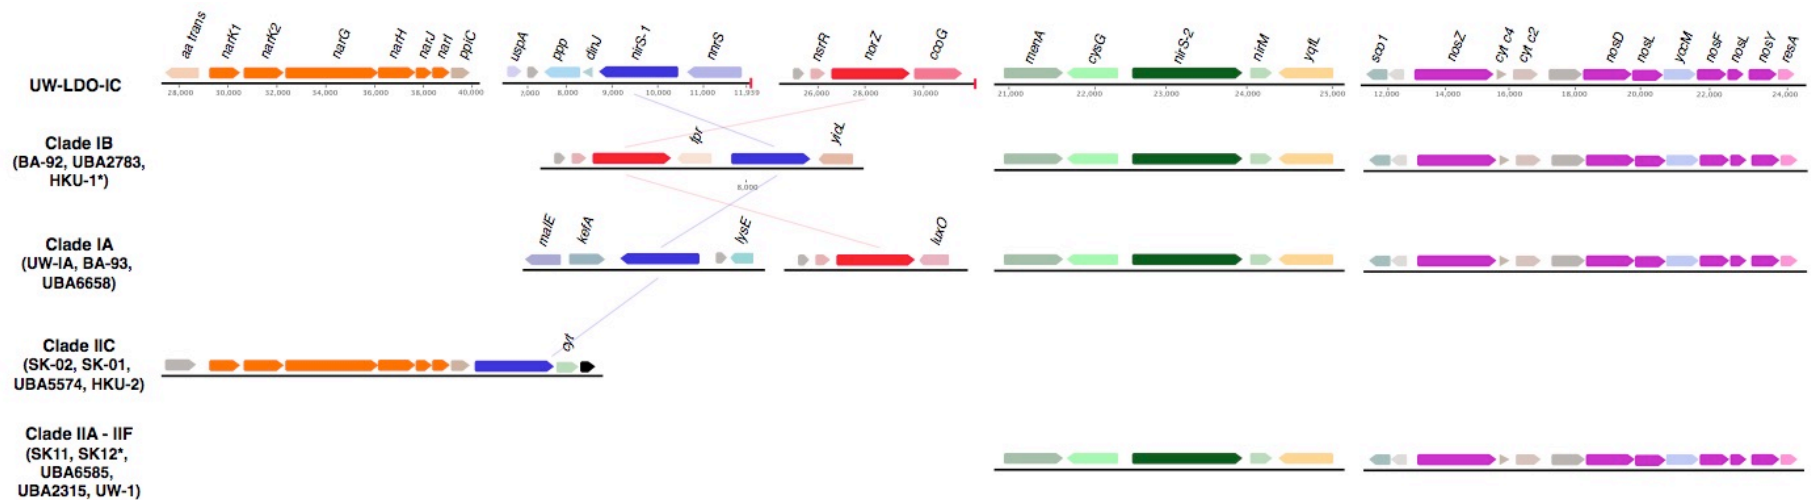 aa trans narK1 narK2 narG narH narJ narI ppiC uspA ppp dinJ nirS-1 nnrS nsrR norZ ccoG menA cysG nirS-2 nirM yqfL sco1 nosZ cyt c4 cyt c2 nosD nosL yccM nosF nosL nosY resA
UW-LDO-IC
28,000 30,000 32,000 34,000 36,000 38,000 40,000 8,000 9,000 10,000 11,000 26,000 28,000 30,000 21,000 22,000 23,000 24,000 25,000 12,000 14,000 16,000 18,000 20,000 22,000 24,000
Clade IB
(BA-92, UBA2783,
HKU-1*)
yicL
8,000
malE kefA lysE luxO
Clade IA
(UW-IA, BA-93,
UBA6658)
cyt
Clade IIC
(SK-02, SK-01,
UBA5574, HKU-2)
Clade IIA - IIF
(SK11, SK12*,
UBA6585,
UBA2315, UW-1)